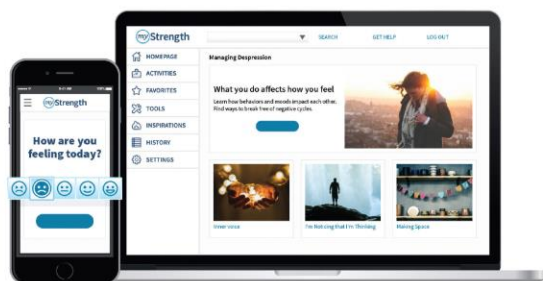 myStrength
SEARCH
GET HELP
LOG OUT
HOMEPAGE
ACTIVITIES
FAVORITES
TOOLS
INSPIRATIONS
HISTORY
SETTINGS
Managing Despression
What you do affects how you feel
Learn how behaviors and moods impact each other.
Find ways to break free of negative cycles.
Inner voice
I'm Noticing that I'm Thinking
Making Space
myStrength
How are you
feeling today?